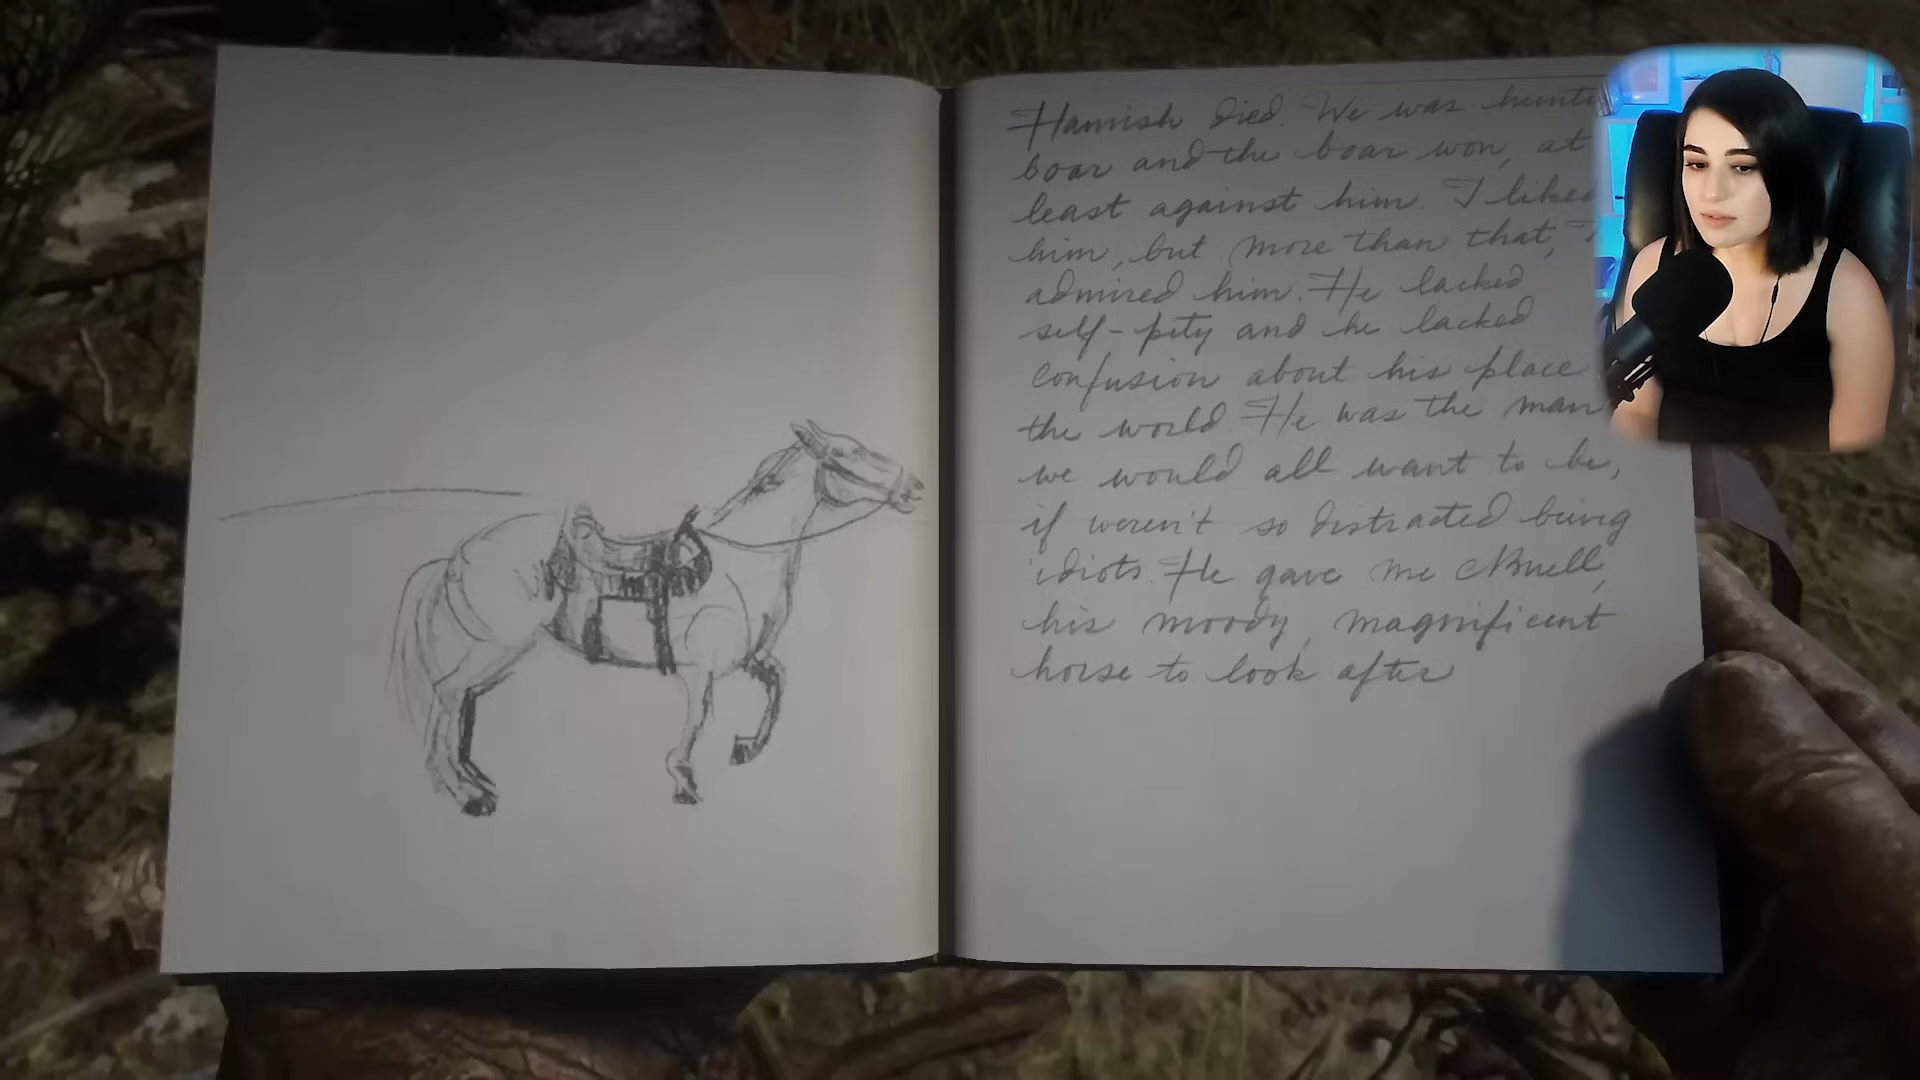 Hamish died. We was hunti
boar and the boar won, at
least against him. I liked
him, but more than that,
admired him. He lacked
self-pity and he lacked
confusion about his place
the world. He was the man
we would all want to be,
if weren't so distracted being
idiots. He gave me Buell,
his moody, magnificent
horse to look after